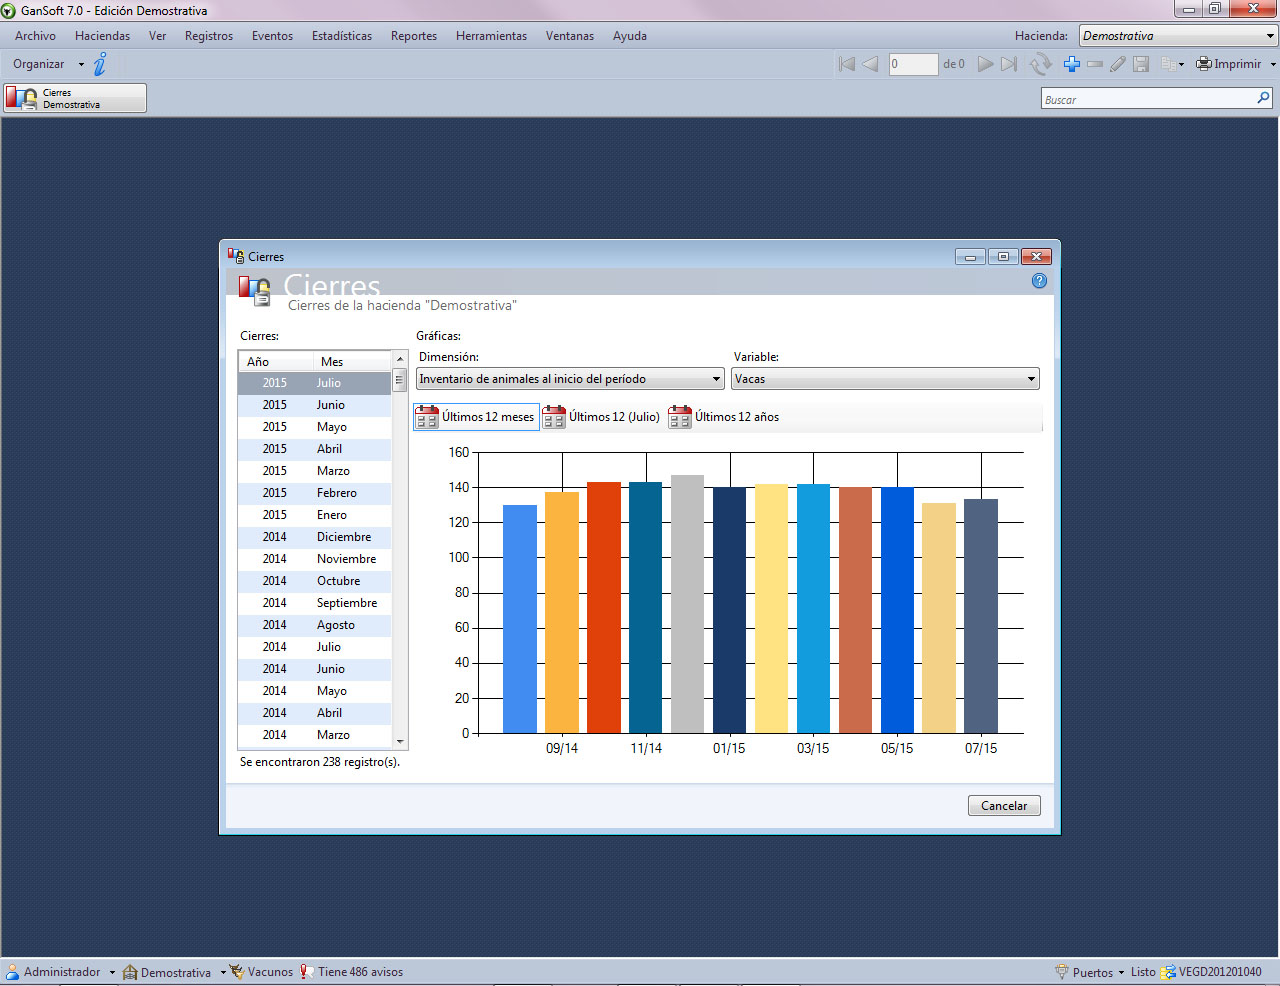 GanSoft 7.0 - Edición Demostrativa
Archivo Haciendas Ver Registros Eventos Estadísticas Reportes Herramientas Ventanas Ayuda Hacienda: Demostrativa
Organizar 0 de 0 Imprimir
Cierres
Demostrativa
Buscar
Cierres
Cierres
Cierres de la hacienda "Demostrativa"
Cierres:
Año Mes
2015 Julio
2015 Junio
2015 Mayo
2015 Abril
2015 Marzo
2015 Febrero
2015 Enero
2014 Diciembre
2014 Noviembre
2014 Octubre
2014 Septiembre
2014 Agosto
2014 Julio
2014 Junio
2014 Mayo
2014 Abril
2014 Marzo
Se encontraron 238 registro(s).
Gráficas:
Dimensión: Variable:
Inventario de animales al inicio del período Vacas
Últimos 12 meses Últimos 12 (Julio) Últimos 12 años
160
140
120
100
80
60
40
20
0
09/14 11/14 01/15 03/15 05/15 07/15
Cancelar
Administrador Demostrativa Vacunos Tiene 486 avisos Puertos Listo VEGD201201040